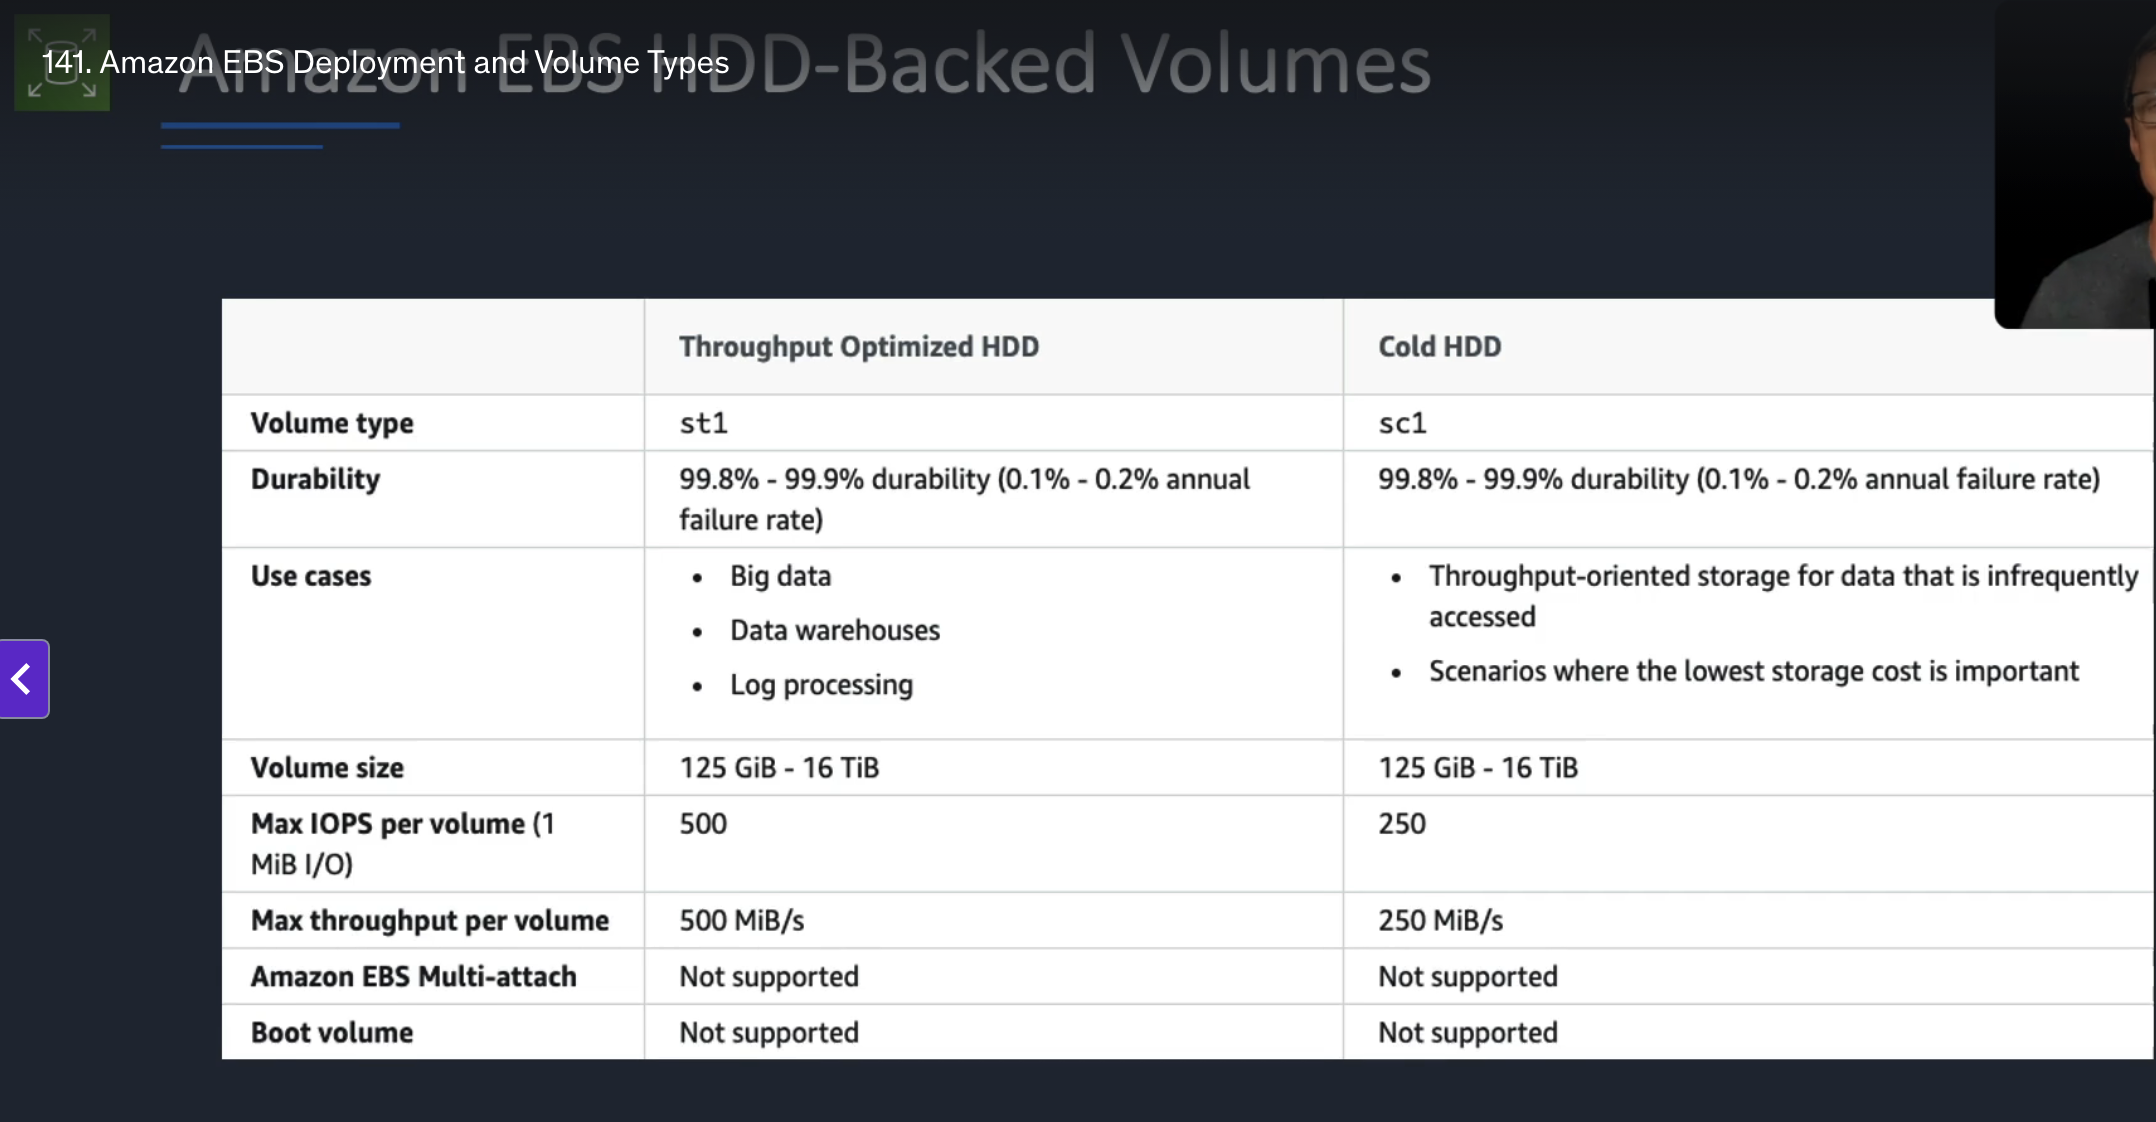 Amazon EBS HDD-Backed Volumes
141. Amazon EBS Deployment and Volume Types
Throughput Optimized HDD
Cold HDD
Volume type
st1
sc1
Durability
99.8% - 99.9% durability (0.1% - 0.2% annual
failure rate)
99.8% - 99.9% durability (0.1% - 0.2% annual failure rate)
Use cases
• Big data
• Data warehouses
• Log processing
• Throughput-oriented storage for data that is infrequently
accessed
• Scenarios where the lowest storage cost is important
Volume size
125 GiB - 16 TiB
125 GiB - 16 TiB
Max IOPS per volume (1
MiB I/O)
500
250
Max throughput per volume
500 MiB/s
250 MiB/s
Amazon EBS Multi-attach
Not supported
Not supported
Boot volume
Not supported
Not supported